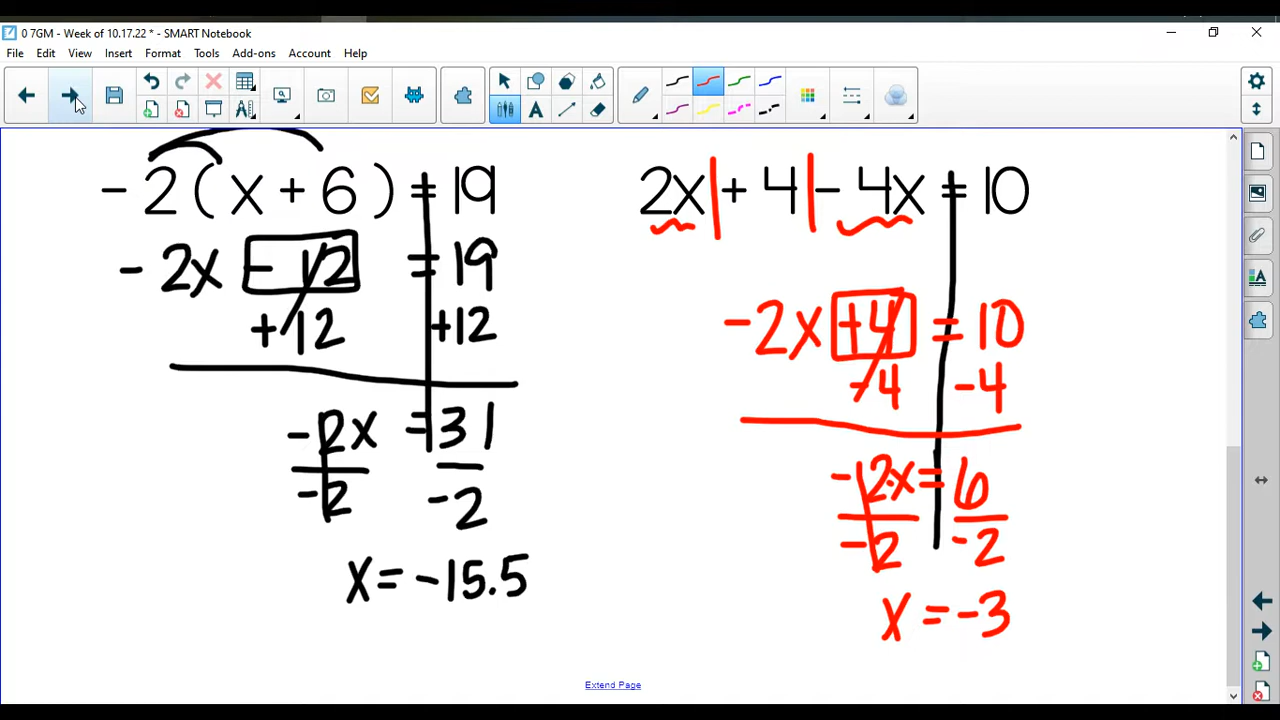 0 7GM - Week of 10.17.22 * - SMART Notebook
File Edit View Insert Format Tools Add-ons Account Help
- 2 ( x + 6 ) = 19
- 2x - 12 = 19
+12 +12
-2x = 31
-2 -2
x = -15.5
2x + 4 - 4x = 10
-2x +4 = 10
-4 -4
-2x = 6
-2 -2
x = -3
Extend Page